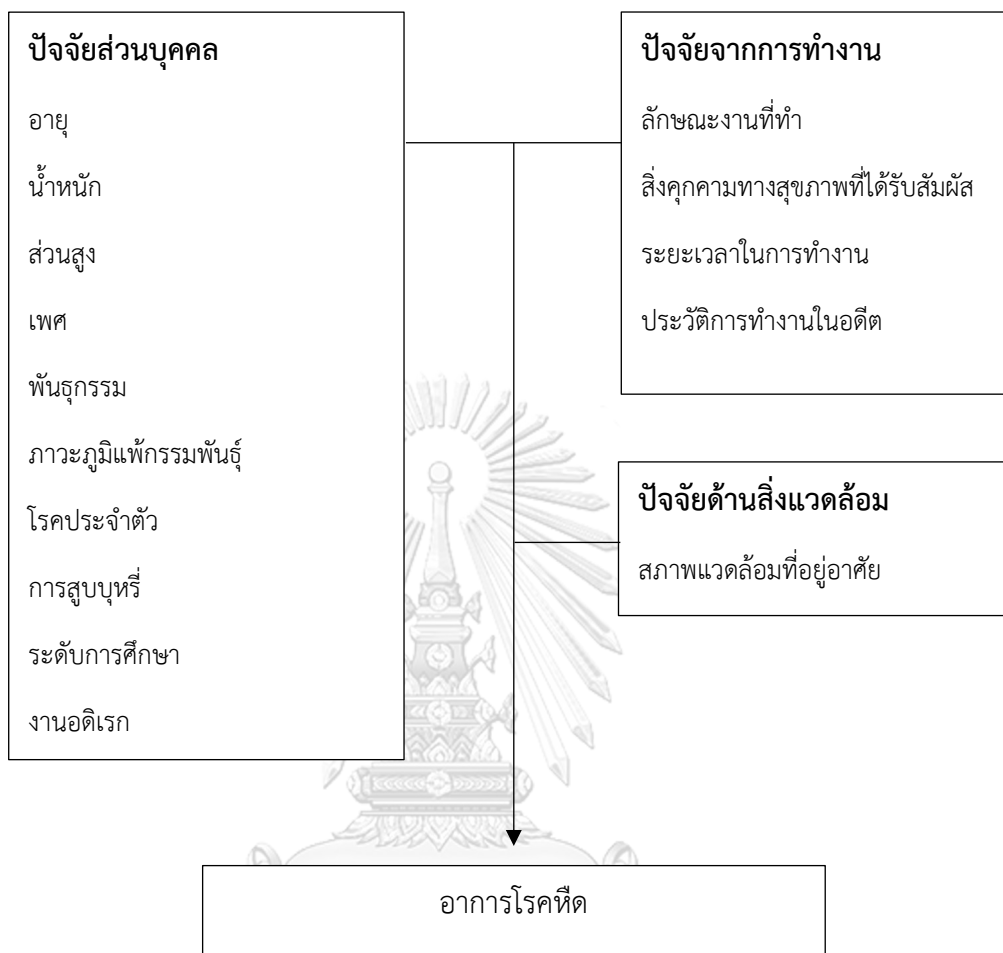 ปัจจัยส่วนบุคคล
อายุ
น้ำหนัก
ส่วนสูง
เพศ
พันธุกรรม
ภาวะภูมิแพ้กรรมพันธุ์
โรคประจำตัว
การสูบบุหรี่
ระดับการศึกษา
งานอดิเรก
ปัจจัยจากการทำงาน
ลักษณะงานที่ทำ
สิ่งคุกคามทางสุขภาพที่ได้รับสัมผัส
ระยะเวลาในการทำงาน
ประวัติการทำงานในอดีต
ปัจจัยด้านสิ่งแวดล้อม
สภาพแวดล้อมที่อยู่อาศัย
อาการโรคหืด